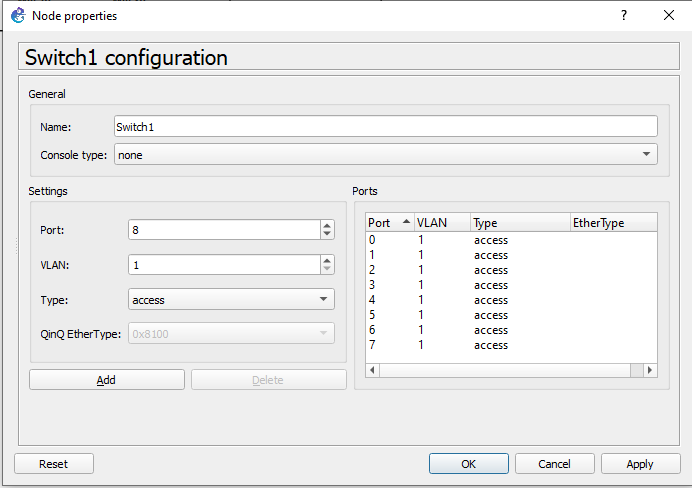 Node properties
?
Switch1 configuration
General
Name: Switch1
Console type: none
Settings
Port: 8
VLAN: 1
Type: access
QinQ EtherType: 0x8100
Add Delete
Ports
Port VLAN Type EtherType
0 1 access
1 1 access
2 1 access
3 1 access
4 1 access
5 1 access
6 1 access
7 1 access
Reset OK Cancel Apply